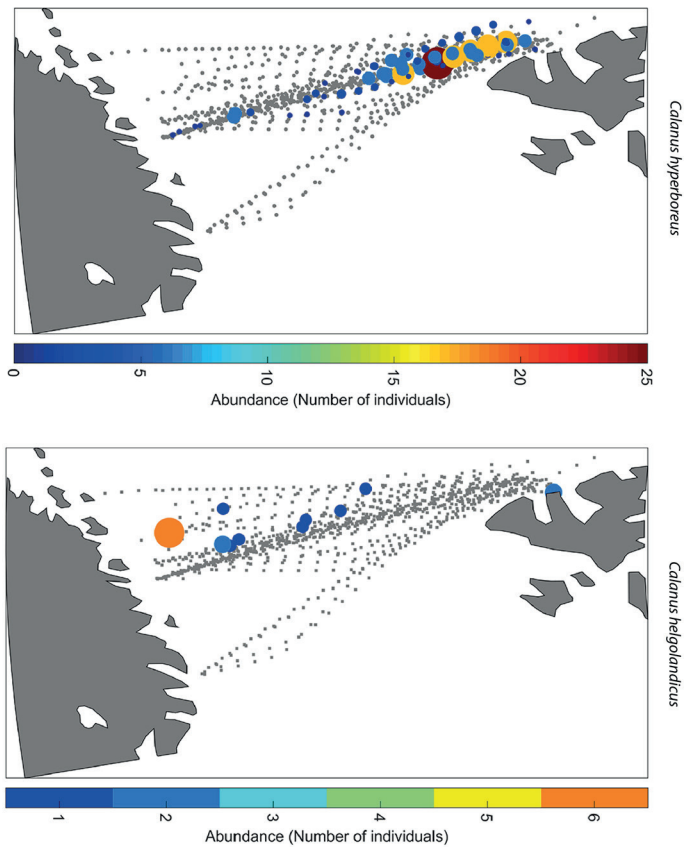 Calanus hyperboreus
0 5 10 15 20 25
Abundance (Number of individuals)
Calanus helgolandicus
1 2 3 4 5 6
Abundance (Number of individuals)